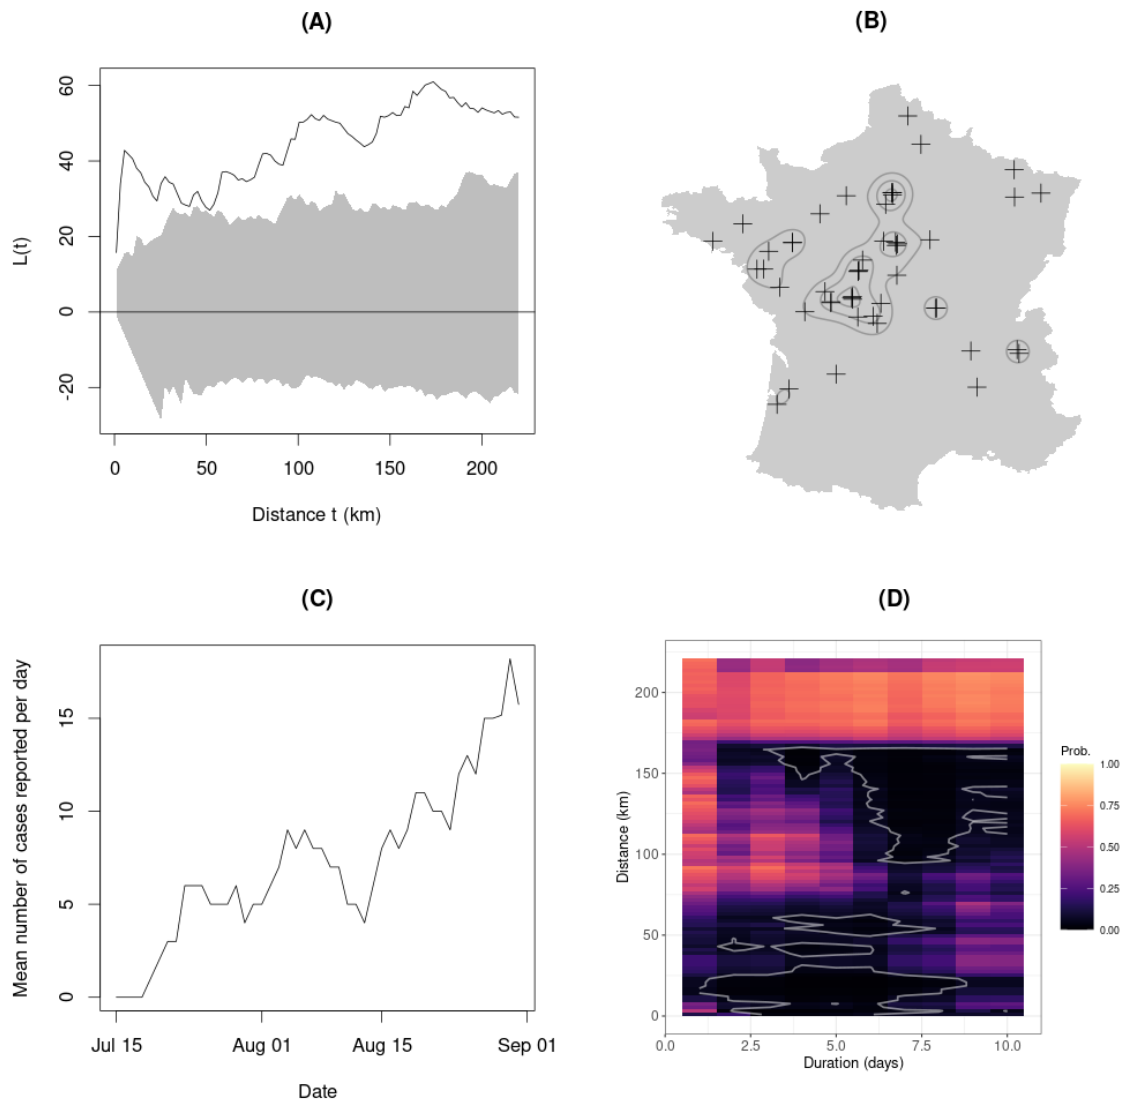 (A)
L(t)
60
40
20
0
-20
0 50 100 150 200
Distance t (km)
(B)
(C)
Mean number of cases reported per day
15
10
5
0
Jul 15 Aug 01 Aug 15 Sep 01
Date
(D)
Distance (km)
200
150
100
50
0
0.0 2.5 5.0 7.5 10.0
Duration (days)
Prob.
1.00
0.75
0.50
0.25
0.00